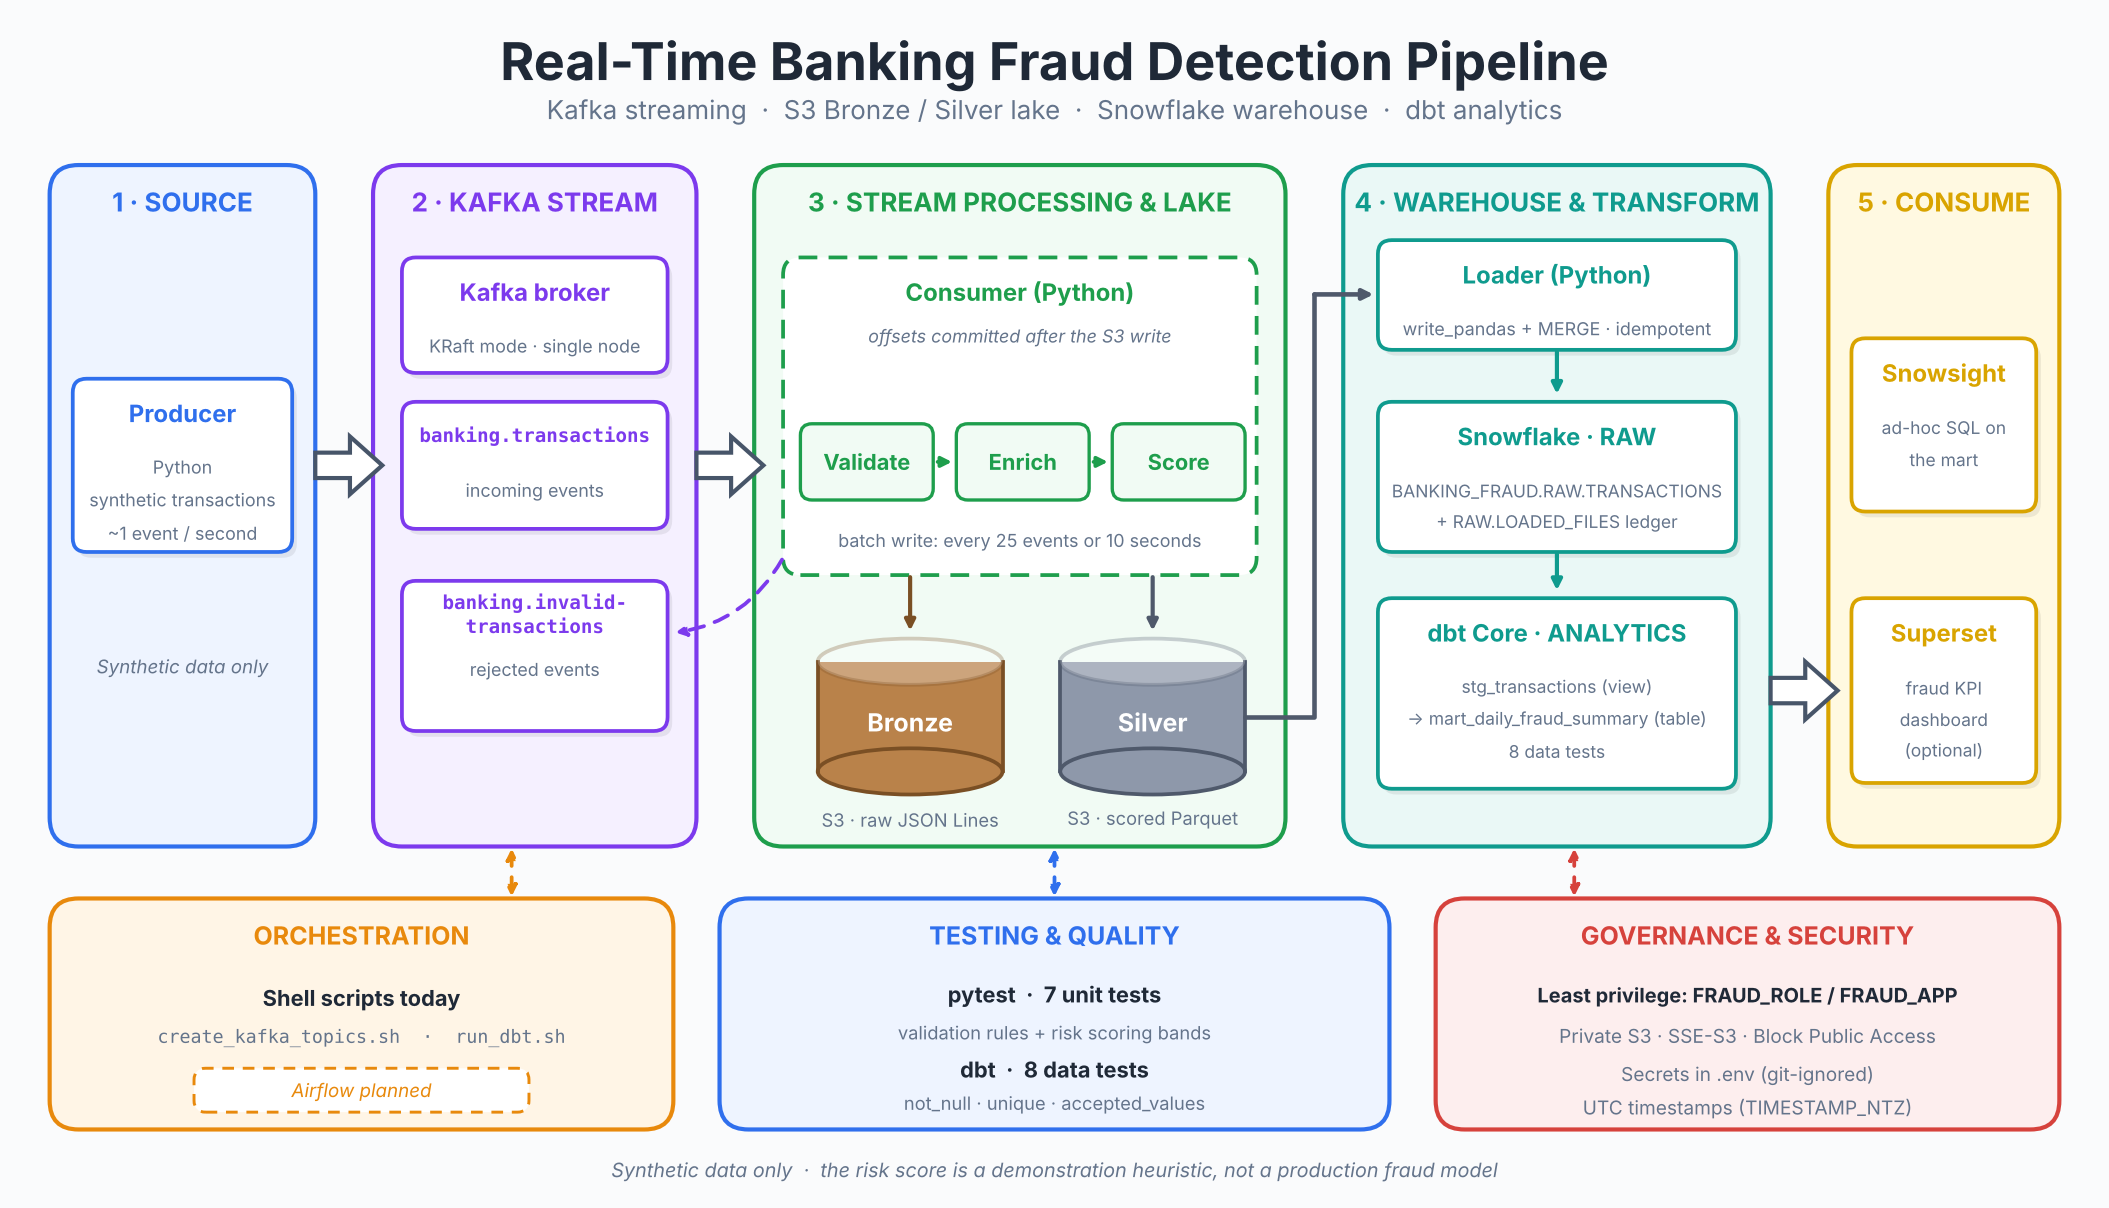 Real-Time Banking Fraud Detection Pipeline
Kafka streaming · S3 Bronze / Silver lake · Snowflake warehouse · dbt analytics
1 · SOURCE
Producer
Python
synthetic transactions
~1 event / second
Synthetic data only
2 · KAFKA STREAM
Kafka broker
KRaft mode · single node
banking.transactions
incoming events
banking.invalid-
transactions
rejected events
3 · STREAM PROCESSING & LAKE
Consumer (Python)
offsets committed after the S3 write
Validate
Enrich
Score
batch write: every 25 events or 10 seconds
Bronze
S3 · raw JSON Lines
Silver
S3 · scored Parquet
4 · WAREHOUSE & TRANSFORM
Loader (Python)
write_pandas + MERGE · idempotent
Snowflake · RAW
BANKING_FRAUD.RAW.TRANSACTIONS
+ RAW.LOADED_FILES ledger
dbt Core · ANALYTICS
stg_transactions (view)
→ mart_daily_fraud_summary (table)
8 data tests
5 · CONSUME
Snowsight
ad-hoc SQL on
the mart
Superset
fraud KPI
dashboard
(optional)
ORCHESTRATION
Shell scripts today
create_kafka_topics.sh · run_dbt.sh
Airflow planned
TESTING & QUALITY
pytest · 7 unit tests
validation rules + risk scoring bands
dbt · 8 data tests
not_null · unique · accepted_values
GOVERNANCE & SECURITY
Least privilege: FRAUD_ROLE / FRAUD_APP
Private S3 · SSE-S3 · Block Public Access
Secrets in .env (git-ignored)
UTC timestamps (TIMESTAMP_NTZ)
Synthetic data only · the risk score is a demonstration heuristic, not a production fraud model